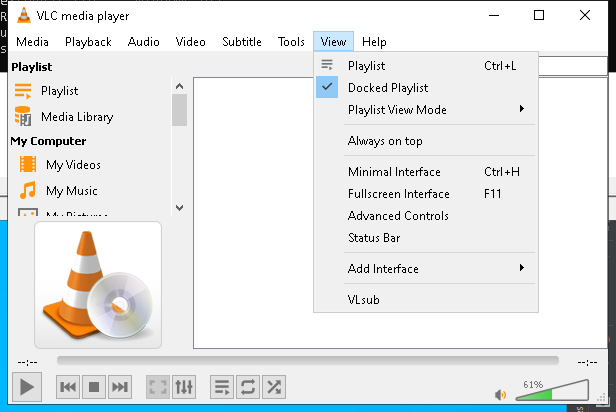 VLC media player
Media Playback Audio Video Subtitle Tools View Help
Playlist
Playlist
Media Library
My Computer
My Videos
My Music
My Pictures
Playlist Ctrl+L
Docked Playlist
Playlist View Mode
Always on top
Minimal Interface Ctrl+H
Fullscreen Interface F11
Advanced Controls
Status Bar
Add Interface
VLsub
--:-- --:--
61%